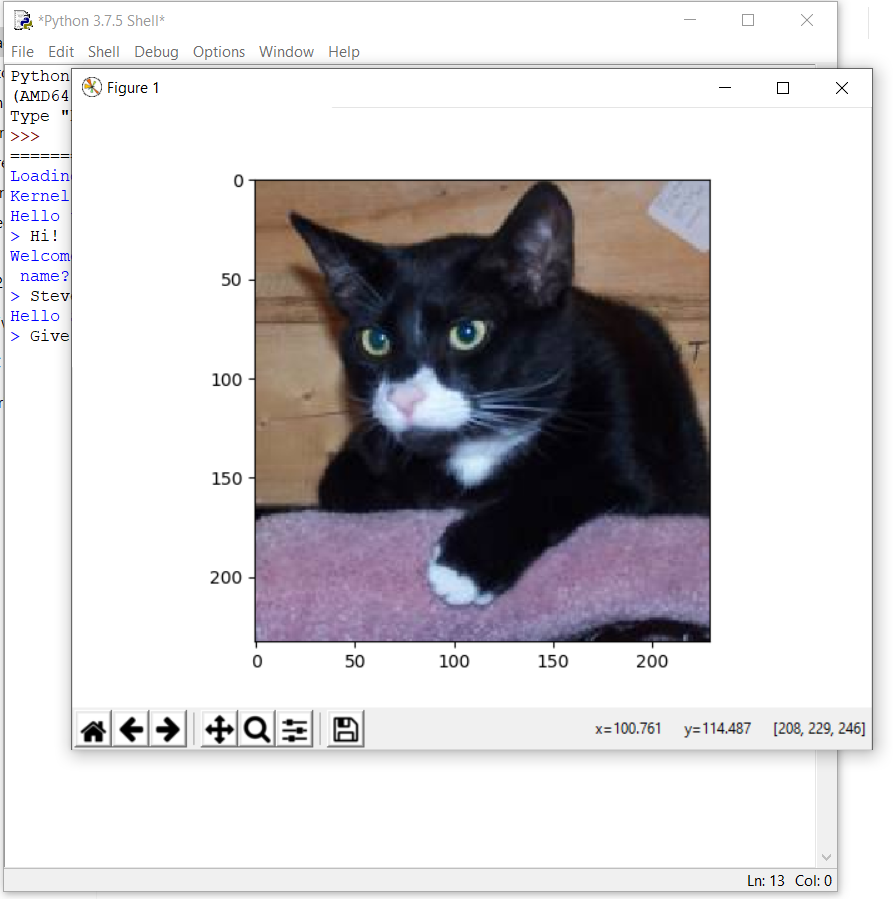 *Python 3.7.5 Shell*
File Edit Shell Debug Options Window Help
Python
(AMD64
Type "
>>>
=======
Loading
Kernel
Hello
> Hi!
Welcom
name?
> Stev
Hello
> Give
Figure 1
0
50
100
150
200
0 50 100 150 200
x=100.761 y=114.487 [208, 229, 246]
Ln: 13 Col: 0